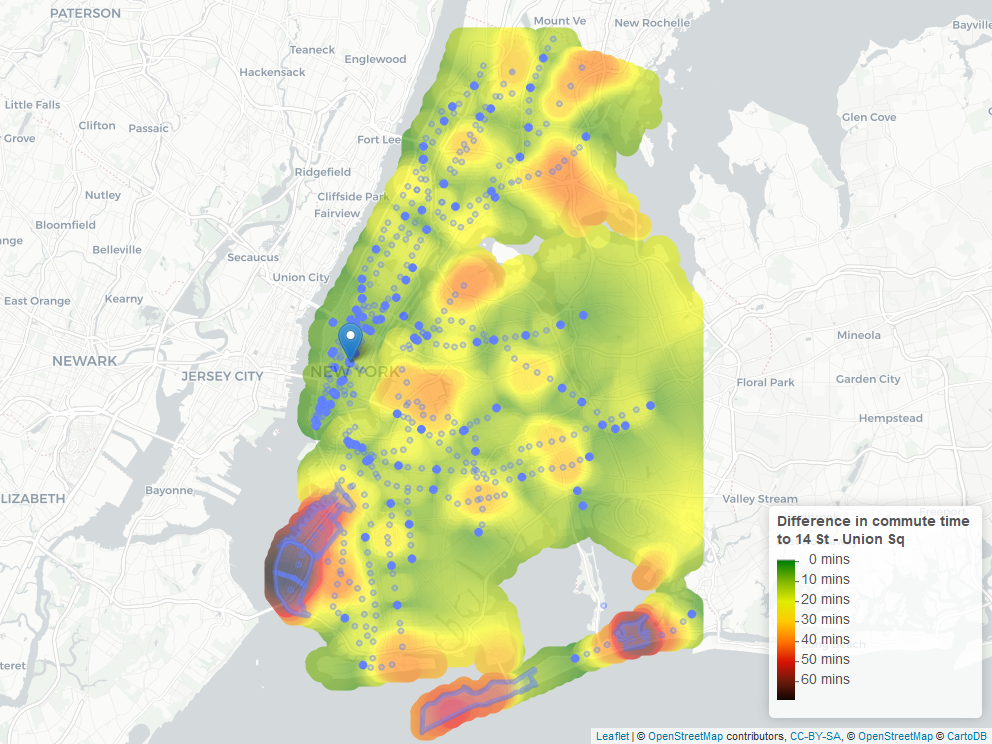 PATERSON
Mount Ve
New Rochelle
Bayville
Teaneck
Englewood
Hackensack
Little Falls
Glen Cove
Clifton
Passaic
Grove
Fort Lee
Ridgefield
Nutley
Cliffside Park
Fairview
Bloomfield
ange
Belleville
Secaucus
Union City
East Orange
Kearny
Mineola
NEWARK
JERSEY CITY
NEW YORK
Floral Park
Garden City
Hempstead
LIZABETH
Bayonne
Valley Stream
Freeport
Difference in commute time
to 14 St - Union Sq
0 mins
10 mins
20 mins
30 mins
40 mins
50 mins
60 mins
teret
Leaflet | © OpenStreetMap contributors, CC-BY-SA, © OpenStreetMap © CartoDB